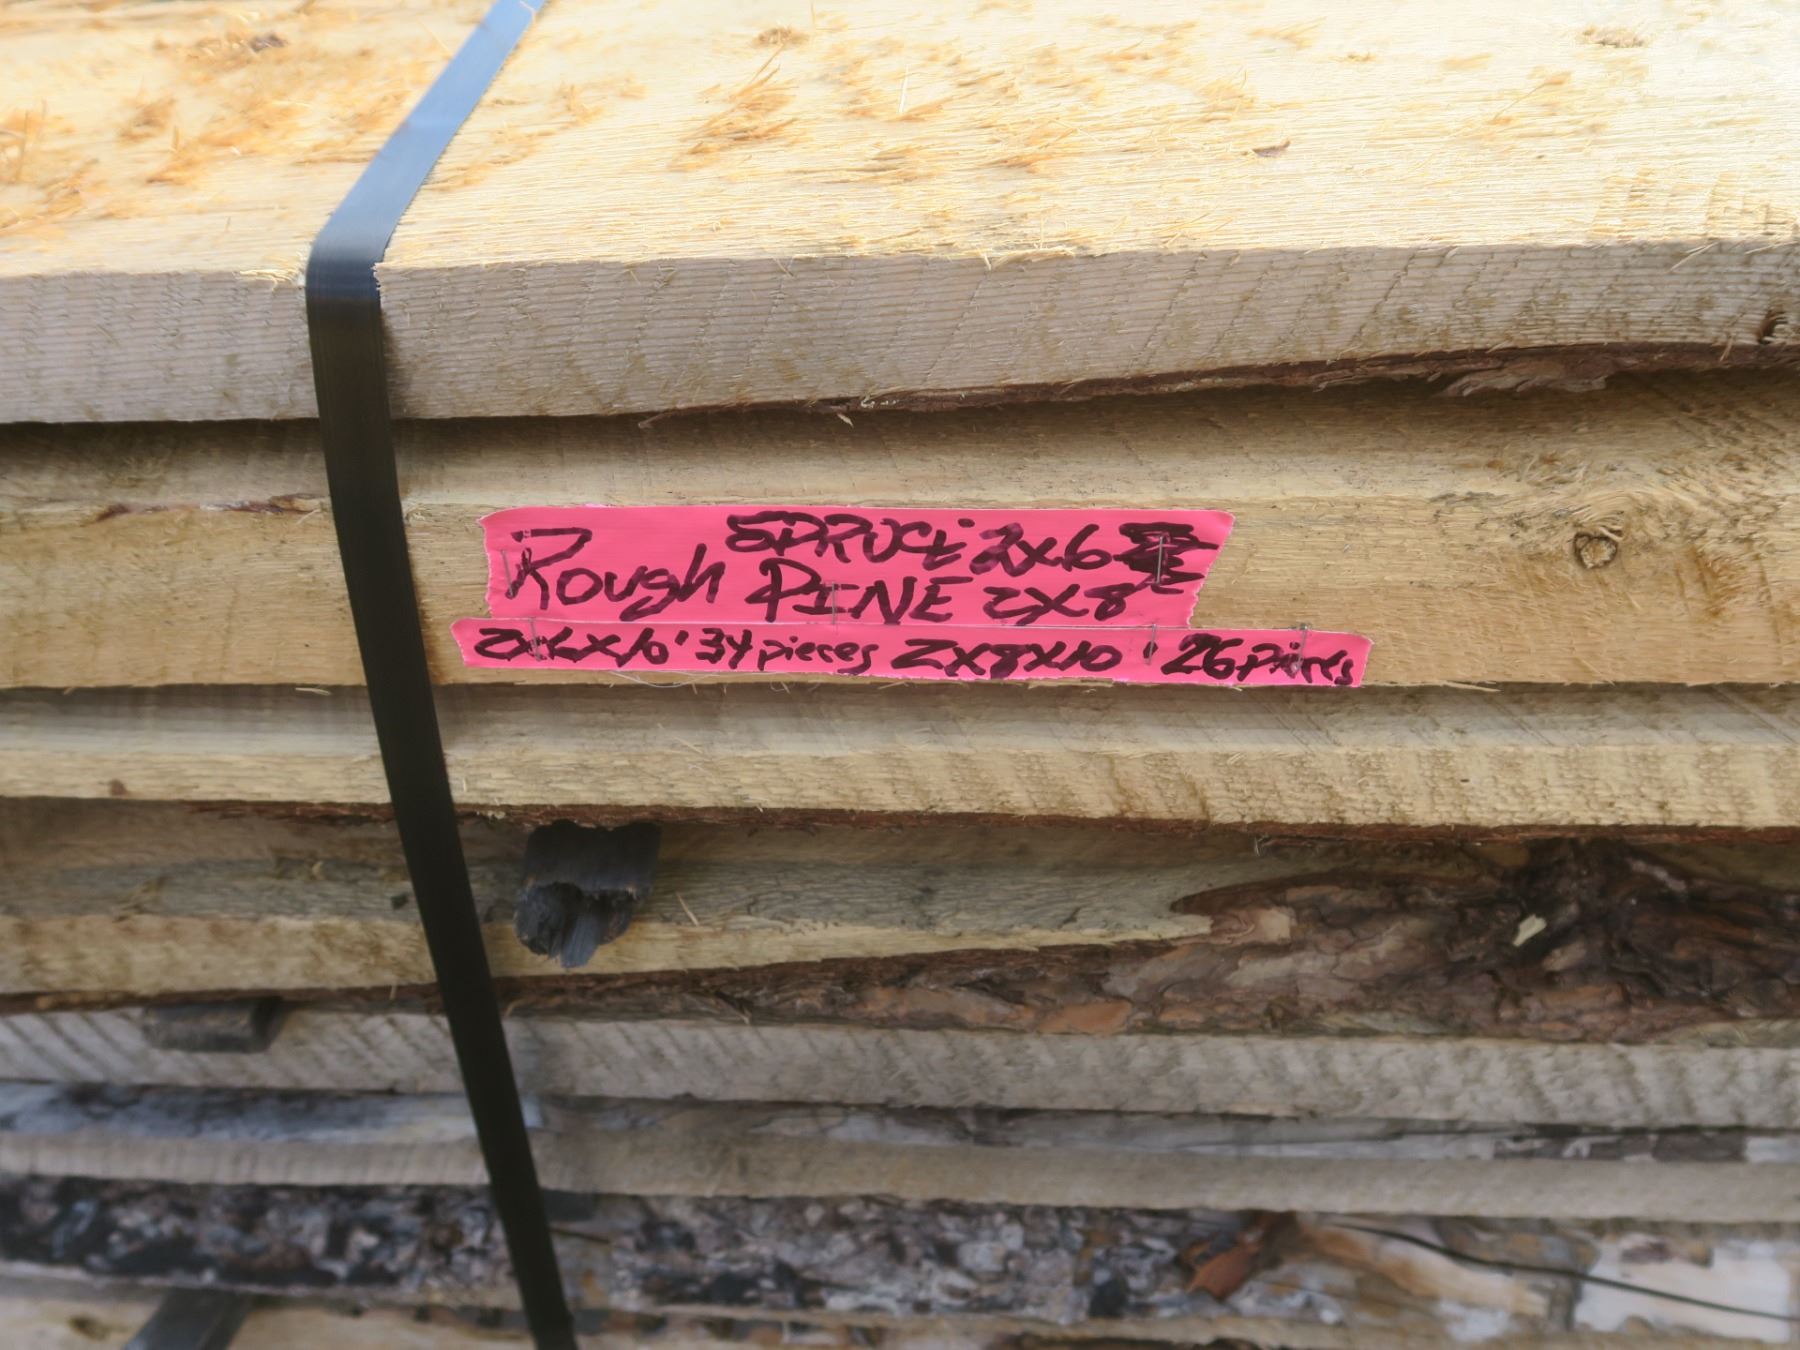 SPRUCE 2x6
Rough PINE 2x8
2x6x10' 34 pieces 2x8x10' 26 pieces